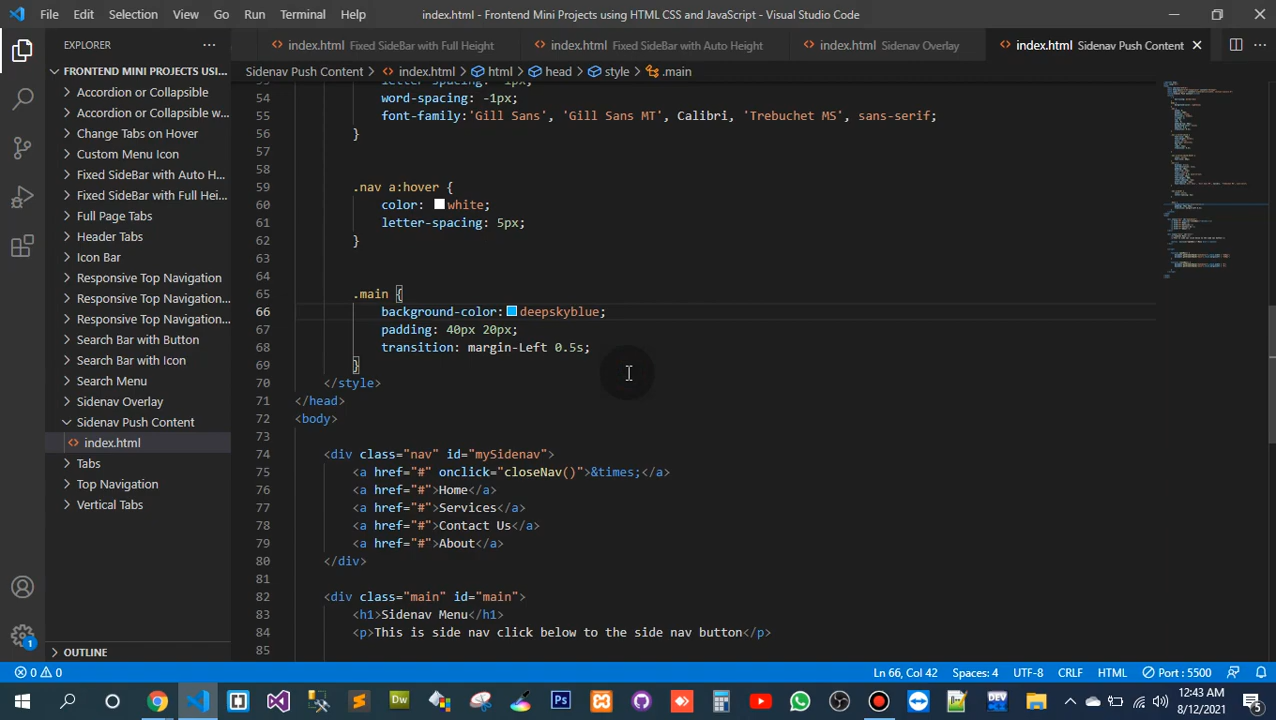 File Edit Selection View Go Run Terminal Help
index.html - Frontend Mini Projects using HTML CSS and JavaScript - Visual Studio Code
EXPLORER
index.html Fixed SideBar with Full Height
index.html Fixed SideBar with Auto Height
index.html Sidenav Overlay
index.html Sidenav Push Content
FRONTEND MINI PROJECTS USI...
Accordion or Collapsible
Accordion or Collapsible w...
Change Tabs on Hover
Custom Menu Icon
Fixed SideBar with Auto H...
Fixed SideBar with Full Hei...
Full Page Tabs
Header Tabs
Icon Bar
Responsive Top Navigation
Responsive Top Navigatio...
Responsive Top Navigatio...
Search Bar with Button
Search Bar with Icon
Search Menu
Sidenav Overlay
Sidenav Push Content
index.html
Tabs
Top Navigation
Vertical Tabs
OUTLINE
Sidenav Push Content > index.html > html > head > style > .main
53 letter-spacing: -1px;
54 word-spacing: -1px;
55 font-family:'Gill Sans', 'Gill Sans MT', Calibri, 'Trebuchet MS', sans-serif;
56 }
57
58
59 .nav a:hover {
60 color: white;
61 letter-spacing: 5px;
62 }
63
64
65 .main {
66 background-color: deepskyblue;
67 padding: 40px 20px;
68 transition: margin-Left 0.5s;
69 }
70 </style>
71 </head>
72 <body>
73
74 <div class="nav" id="mySidenav">
75 <a href="#" onclick="closeNav()">&times;</a>
76 <a href="#">Home</a>
77 <a href="#">Services</a>
78 <a href="#">Contact Us</a>
79 <a href="#">About</a>
80 </div>
81
82 <div class="main" id="main">
83 <h1>Sidenav Menu</h1>
84 <p>This is side nav click below to the side nav button</p>
85
1
0 0
Ln 66, Col 42 Spaces: 4 UTF-8 CRLF HTML Port : 5500
Dw
Ps
DEV
12:43 AM
8/12/2021
5